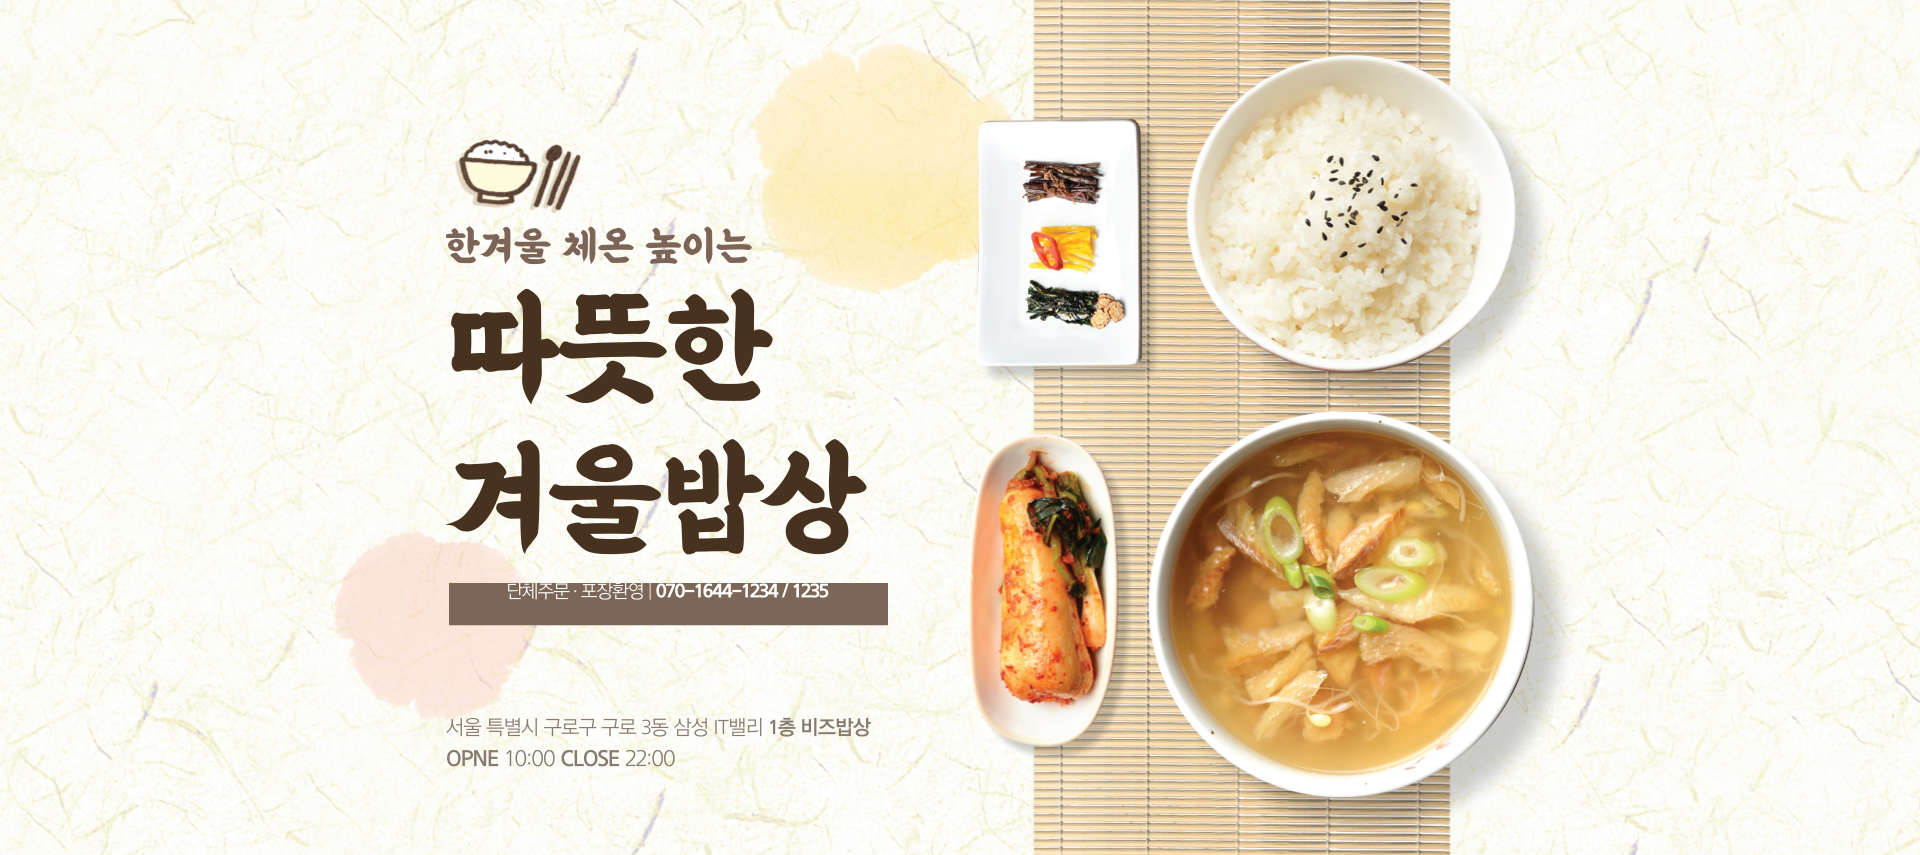 한겨울 체온 높이는
따뜻한
겨울밥상
단체주문 · 포장환영 | 070-1644-1234 / 1235
서울 특별시 구로구 구로 3동 삼성 IT밸리 1층 비즈밥상
OPNE 10:00 CLOSE 22:00